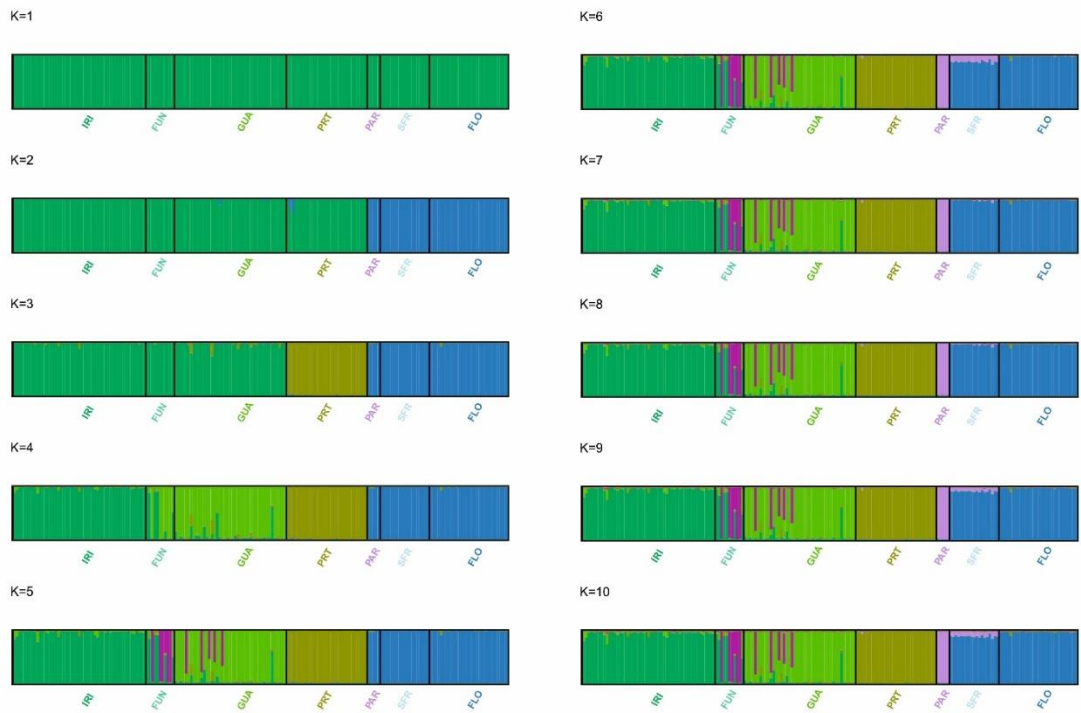 K=1
IRI FUN GUA PRT PAR SFR FLO
K=2
IRI FUN GUA PRT PAR SFR FLO
K=3
IRI FUN GUA PRT PAR SFR FLO
K=4
IRI FUN GUA PRT PAR SFR FLO
K=5
IRI FUN GUA PRT PAR SFR FLO
K=6
IRI FUN GUA PRT PAR SFR FLO
K=7
IRI FUN GUA PRT PAR SFR FLO
K=8
IRI FUN GUA PRT PAR SFR FLO
K=9
IRI FUN GUA PRT PAR SFR FLO
K=10
IRI FUN GUA PRT PAR SFR FLO